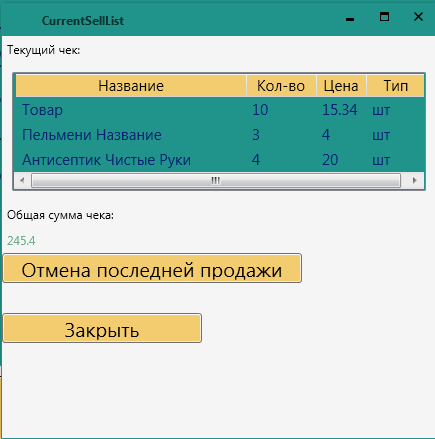 CurrentSellList
Текущий чек:
Название Кол-во Цена Тип
Товар 10 15.34 шт
Пельмени Название 3 4 шт
Антисептик Чистые Руки 4 20 шт
Общая сумма чека:
245.4
Отмена последней продажи
Закрыть